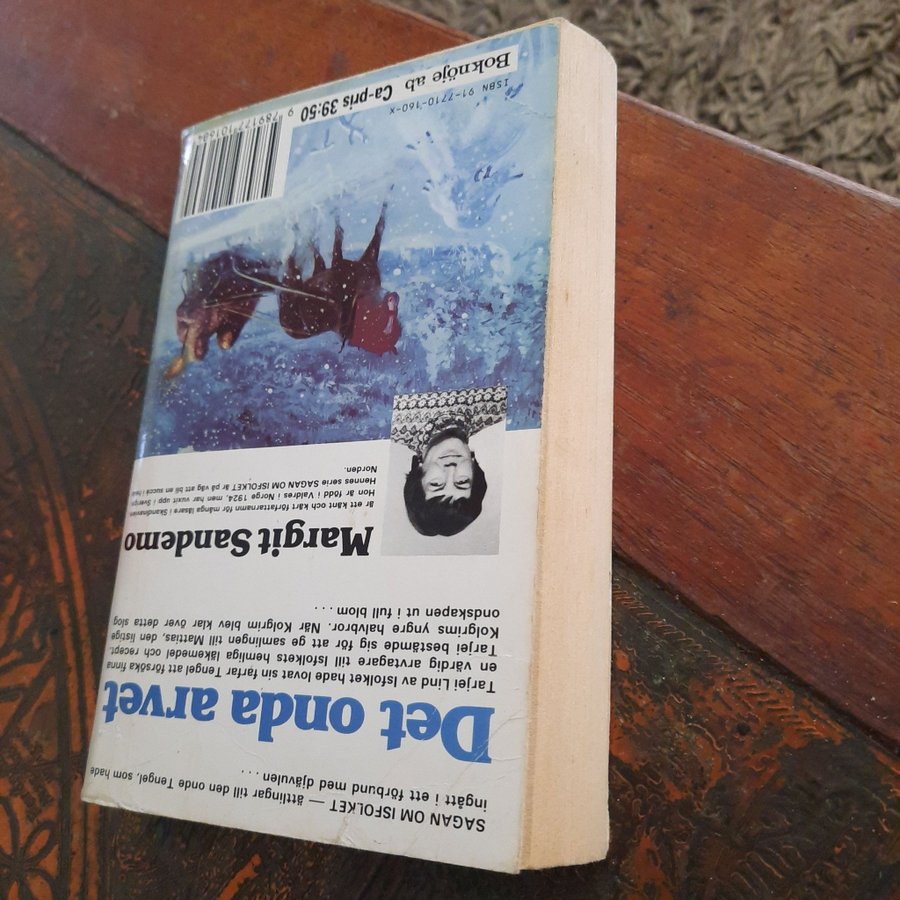 SAGAN OM ISFOLKET — ättlingar till den onde Tengel, som hade
ingått i ett förbund med djävulen ...
Det onda arvet
Tarjei Lind av Isfolket hade lovat sin farfar Tengel att försöka finna
en värdig arvtagare till Isfolkets hemliga läkemedel och recept.
Tarjei bestämde sig för att ge samlingen till Mattias, den listige
Kolgrims yngre halvbror. När Kolgrim blev klar över detta slog
ondskapen ut i full blom ...
Margit Sandemo
är ett känt och kärt författarnamn för många läsare i Skandinavien.
Hon är född i Valdres i Norge 1924, men har vuxit upp i Sverige.
Hennes serie SAGAN OM ISFOLKET är på väg att bli en succé i hela
Norden.
TJ
ISBN 91-7710-160-X
Boknöje ab Ca-pris 39:50
9 789177 101604